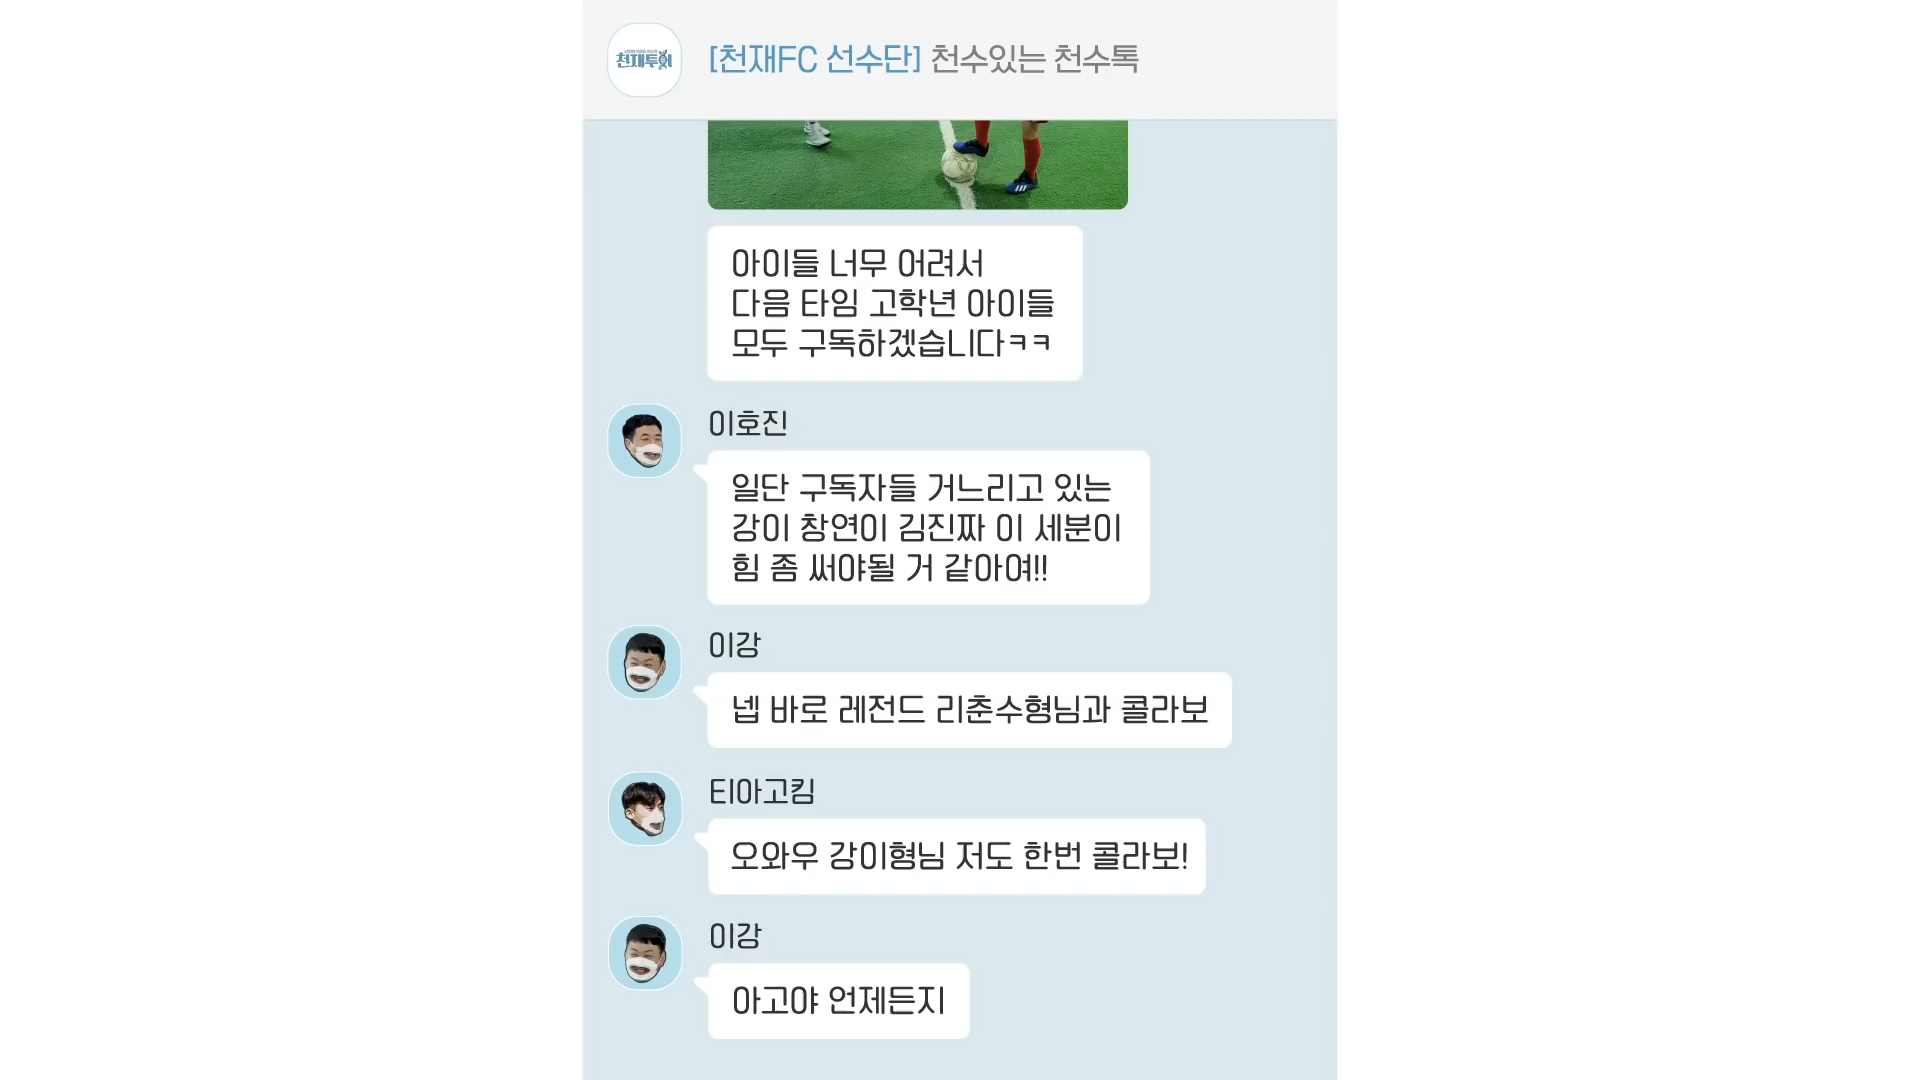 천재투이
[천재FC 선수단] 천수있는 천수톡
아이들 너무 어려서
다음 타임 고학년 아이들
모두 구독하겠습니다ㅋㅋ
이호진
일단 구독자들 거느리고 있는
강이 창연이 김진짜 이 세분이
힘 좀 써야될 거 같아여!!
이강
넵 바로 레전드 리춘수형님과 콜라보
티아고킴
오와우 강이형님 저도 한번 콜라보!
이강
아고야 언제든지